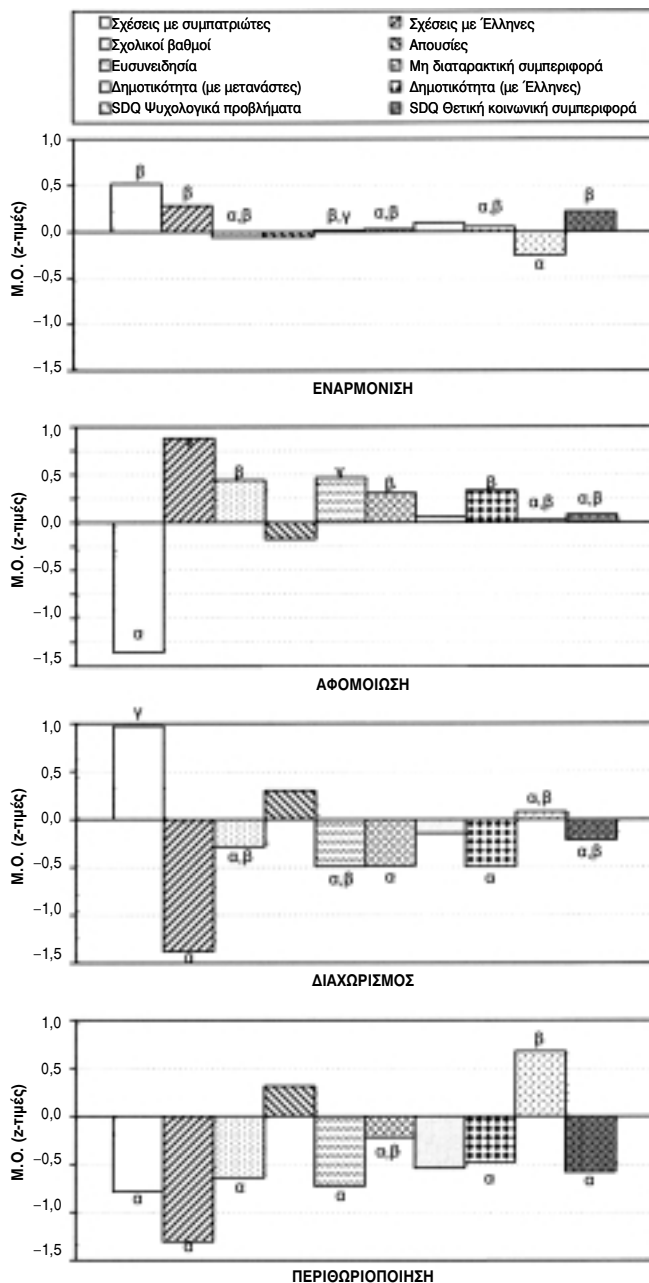 Σχέσεις με συμπατριώτες Σχέσεις με Έλληνες
Σχολικοί βαθμοί Απουσίες
Ευσυνειδησία Μη διαταρακτική συμπεριφορά
Δημοτικότητα (με μετανάστες) Δημοτικότητα (με Έλληνες)
SDQ Ψυχολογικά προβλήματα SDQ Θετική κοινωνική συμπεριφορά
1,0
β
0,5
β α,β β,γ α,β α,β β
0,0
α
−0,5
−1,0
−1,5
Μ.Ο. (z-τιμές)
ΕΝΑΡΜΟΝΙΣΗ
1,0
γ
0,5
β γ β β α,β α,β
0,0
−0,5
−1,0
α
−1,5
Μ.Ο. (z-τιμές)
ΑΦΟΜΟΙΩΣΗ
γ
1,0
0,5
α,β
0,0
α,β α,β α α α,β
−0,5
−1,0
−1,5
α
Μ.Ο. (z-τιμές)
ΔΙΑΧΩΡΙΣΜΟΣ
1,0
β
0,5
0,0
α,β
−0,5
α α α α α
−1,0
−1,5
α
Μ.Ο. (z-τιμές)
ΠΕΡΙΘΩΡΙΟΠΟΙΗΣΗ